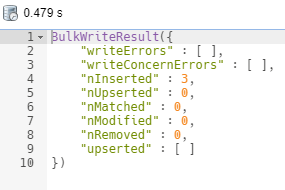 0.479 s
1 BulkWriteResult({
2 "writeErrors" : [ ],
3 "writeConcernErrors" : [ ],
4 "nInserted" : 3,
5 "nUpserted" : 0,
6 "nMatched" : 0,
7 "nModified" : 0,
8 "nRemoved" : 0,
9 "upserted" : [ ]
10 })